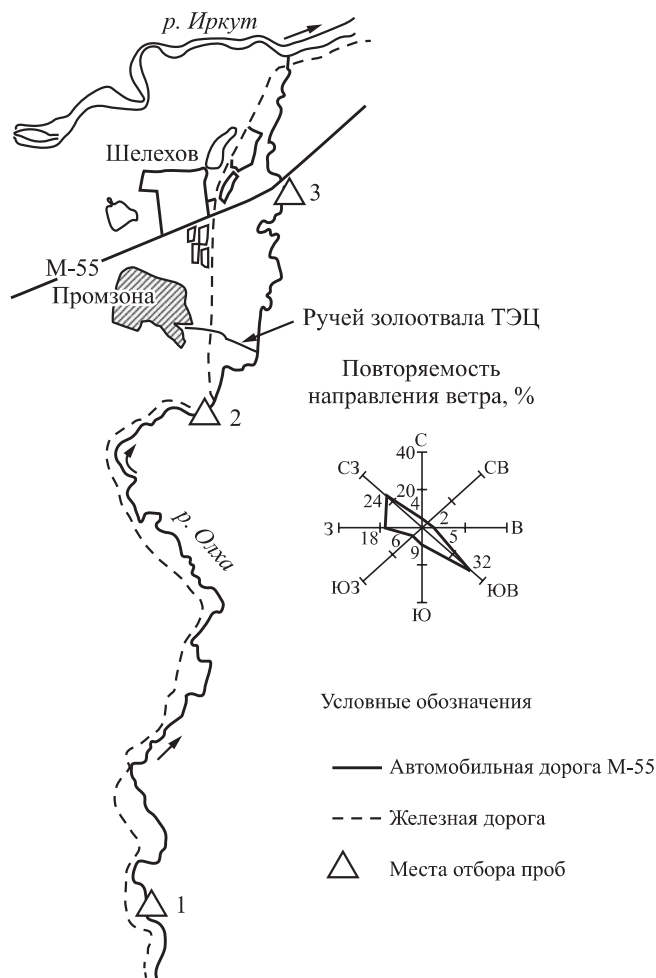 р. Иркут
Шелехов
3
М-55
Промзона
Ручей золоотвала ТЭЦ
2
р. Олха
1
Повторяемость
направления ветра, %
С
40
СЗ
СВ
20
24
4
2
З
18
В
6
9
5
32
ЮЗ
ЮВ
Ю
Условные обозначения
Автомобильная дорога М-55
Железная дорога
Места отбора проб